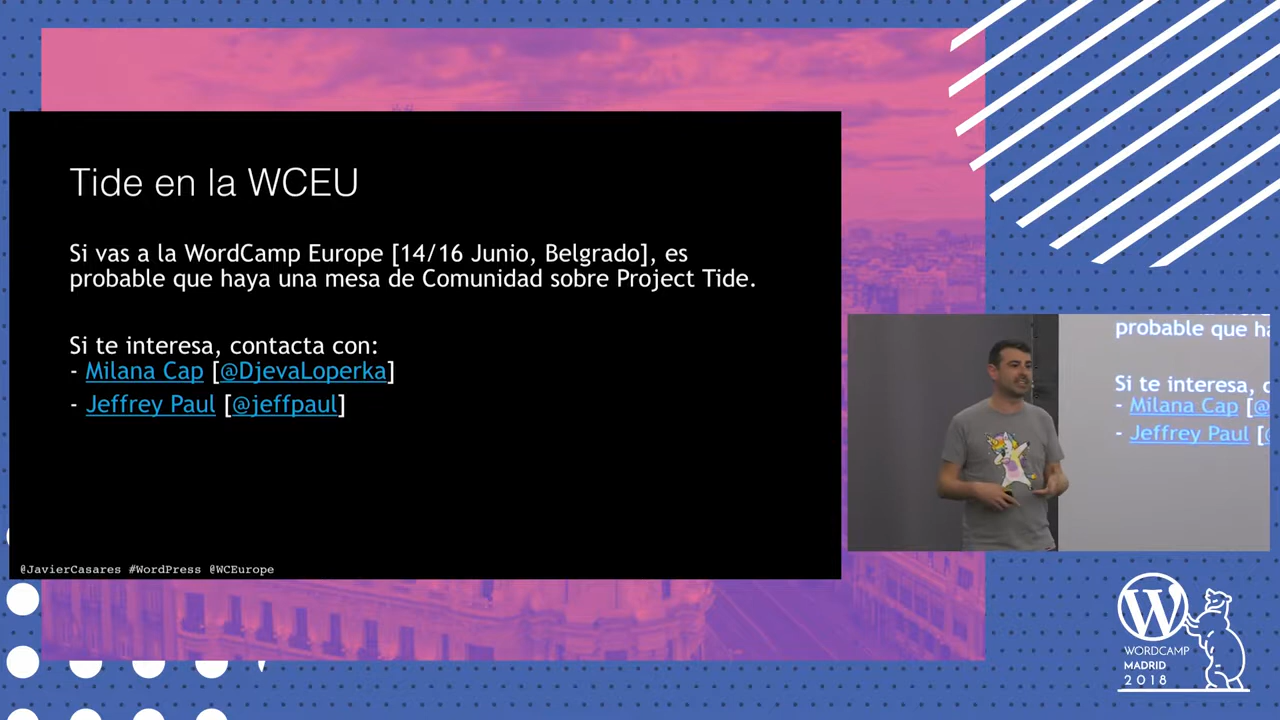 Tide en la WCEU
Si vas a la WordCamp Europe [14/16 Junio, Belgrado], es
probable que haya una mesa de Comunidad sobre Project Tide.
Si te interesa, contacta con:
- Milana Cap [@DjevaLoperka]
- Jeffrey Paul [@jeffpaul]
@JavierCasares #WordPress @WCEurope
probable que ha
Si te interesa, c
- Milana Cap [@
- Jeffrey Paul [
W
WORDCAMP
MADRID
2018